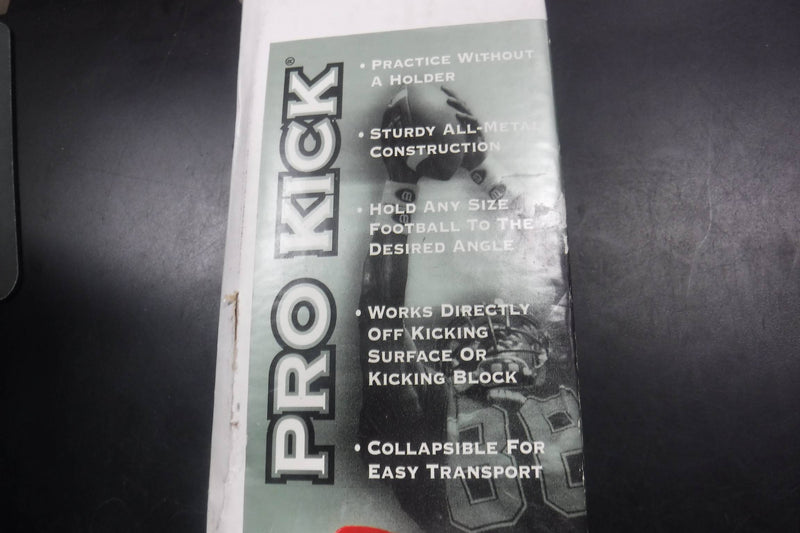 PRO KICK®
• PRACTICE WITHOUT
A HOLDER
• STURDY ALL-METAL
CONSTRUCTION
• HOLD ANY SIZE
FOOTBALL TO THE
DESIRED ANGLE
• WORKS DIRECTLY
OFF KICKING
SURFACE OR
KICKING BLOCK
• COLLAPSIBLE FOR
EASY TRANSPORT
88